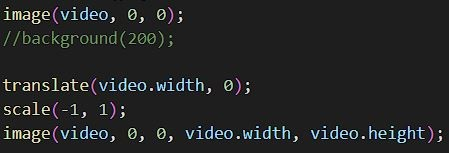 image(video, 0, 0);
//background(200);
translate(video.width, 0);
scale(-1, 1);
image(video, 0, 0, video.width, video.height);